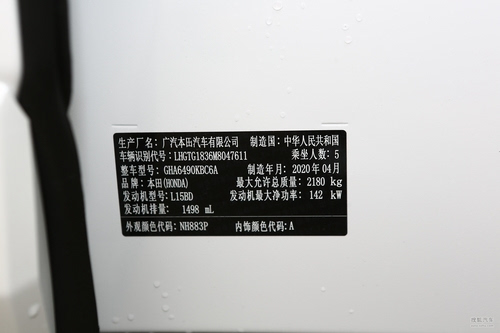 生产厂名：广汽本田汽车有限公司 制造国：中华人民共和国
车辆识别代号：LHGTG1836M8047611 乘坐人数：5
整车型号：GHA6490KBC6A 制造年月：2020年04月
品牌：本田(HONDA) 最大允许总质量：2180 kg
发动机型号：L15BD 发动机最大净功率：142 kW
发动机排量：1498 mL
外观颜色代码：NH883P 内饰颜色代码：A